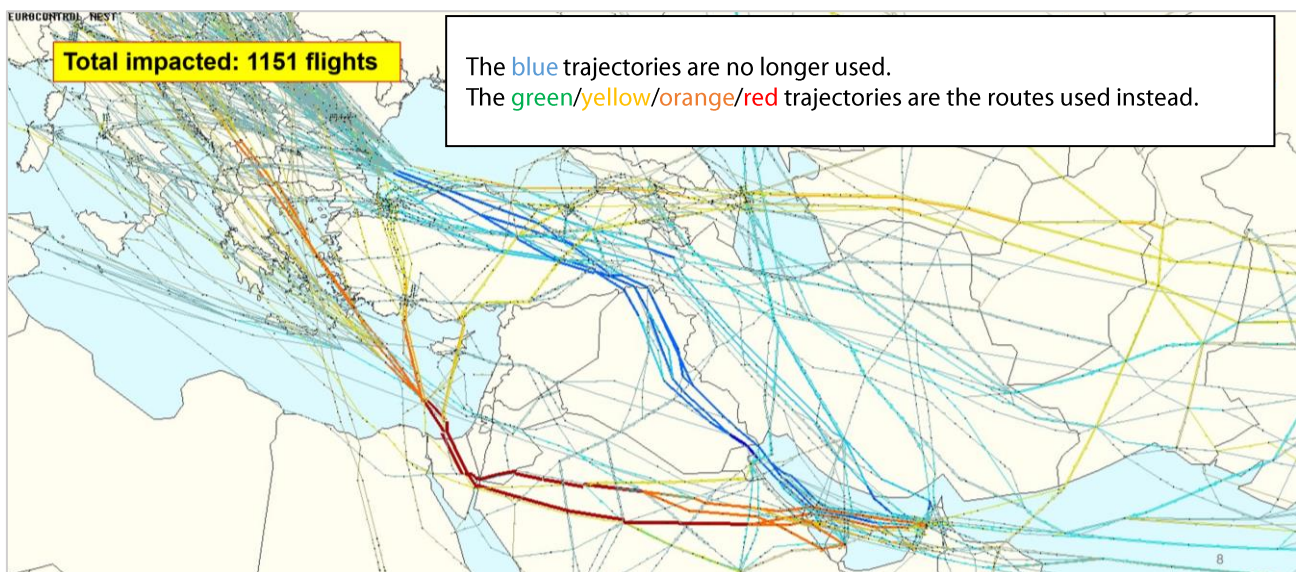 EUROCONTROL NEST
Total impacted: 1151 flights
The blue trajectories are no longer used.
The green/yellow/orange/red trajectories are the routes used instead.
8